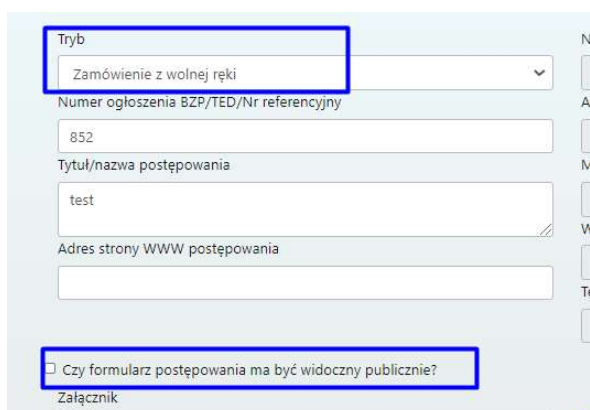 Tryb
Zamówienie z wolnej ręki
Numer ogłoszenia BZP/TED/Nr referencyjny
852
Tytuł/nazwa postępowania
test
Adres strony WWW postępowania
Czy formularz postępowania ma być widoczny publicznie?
Załącznik